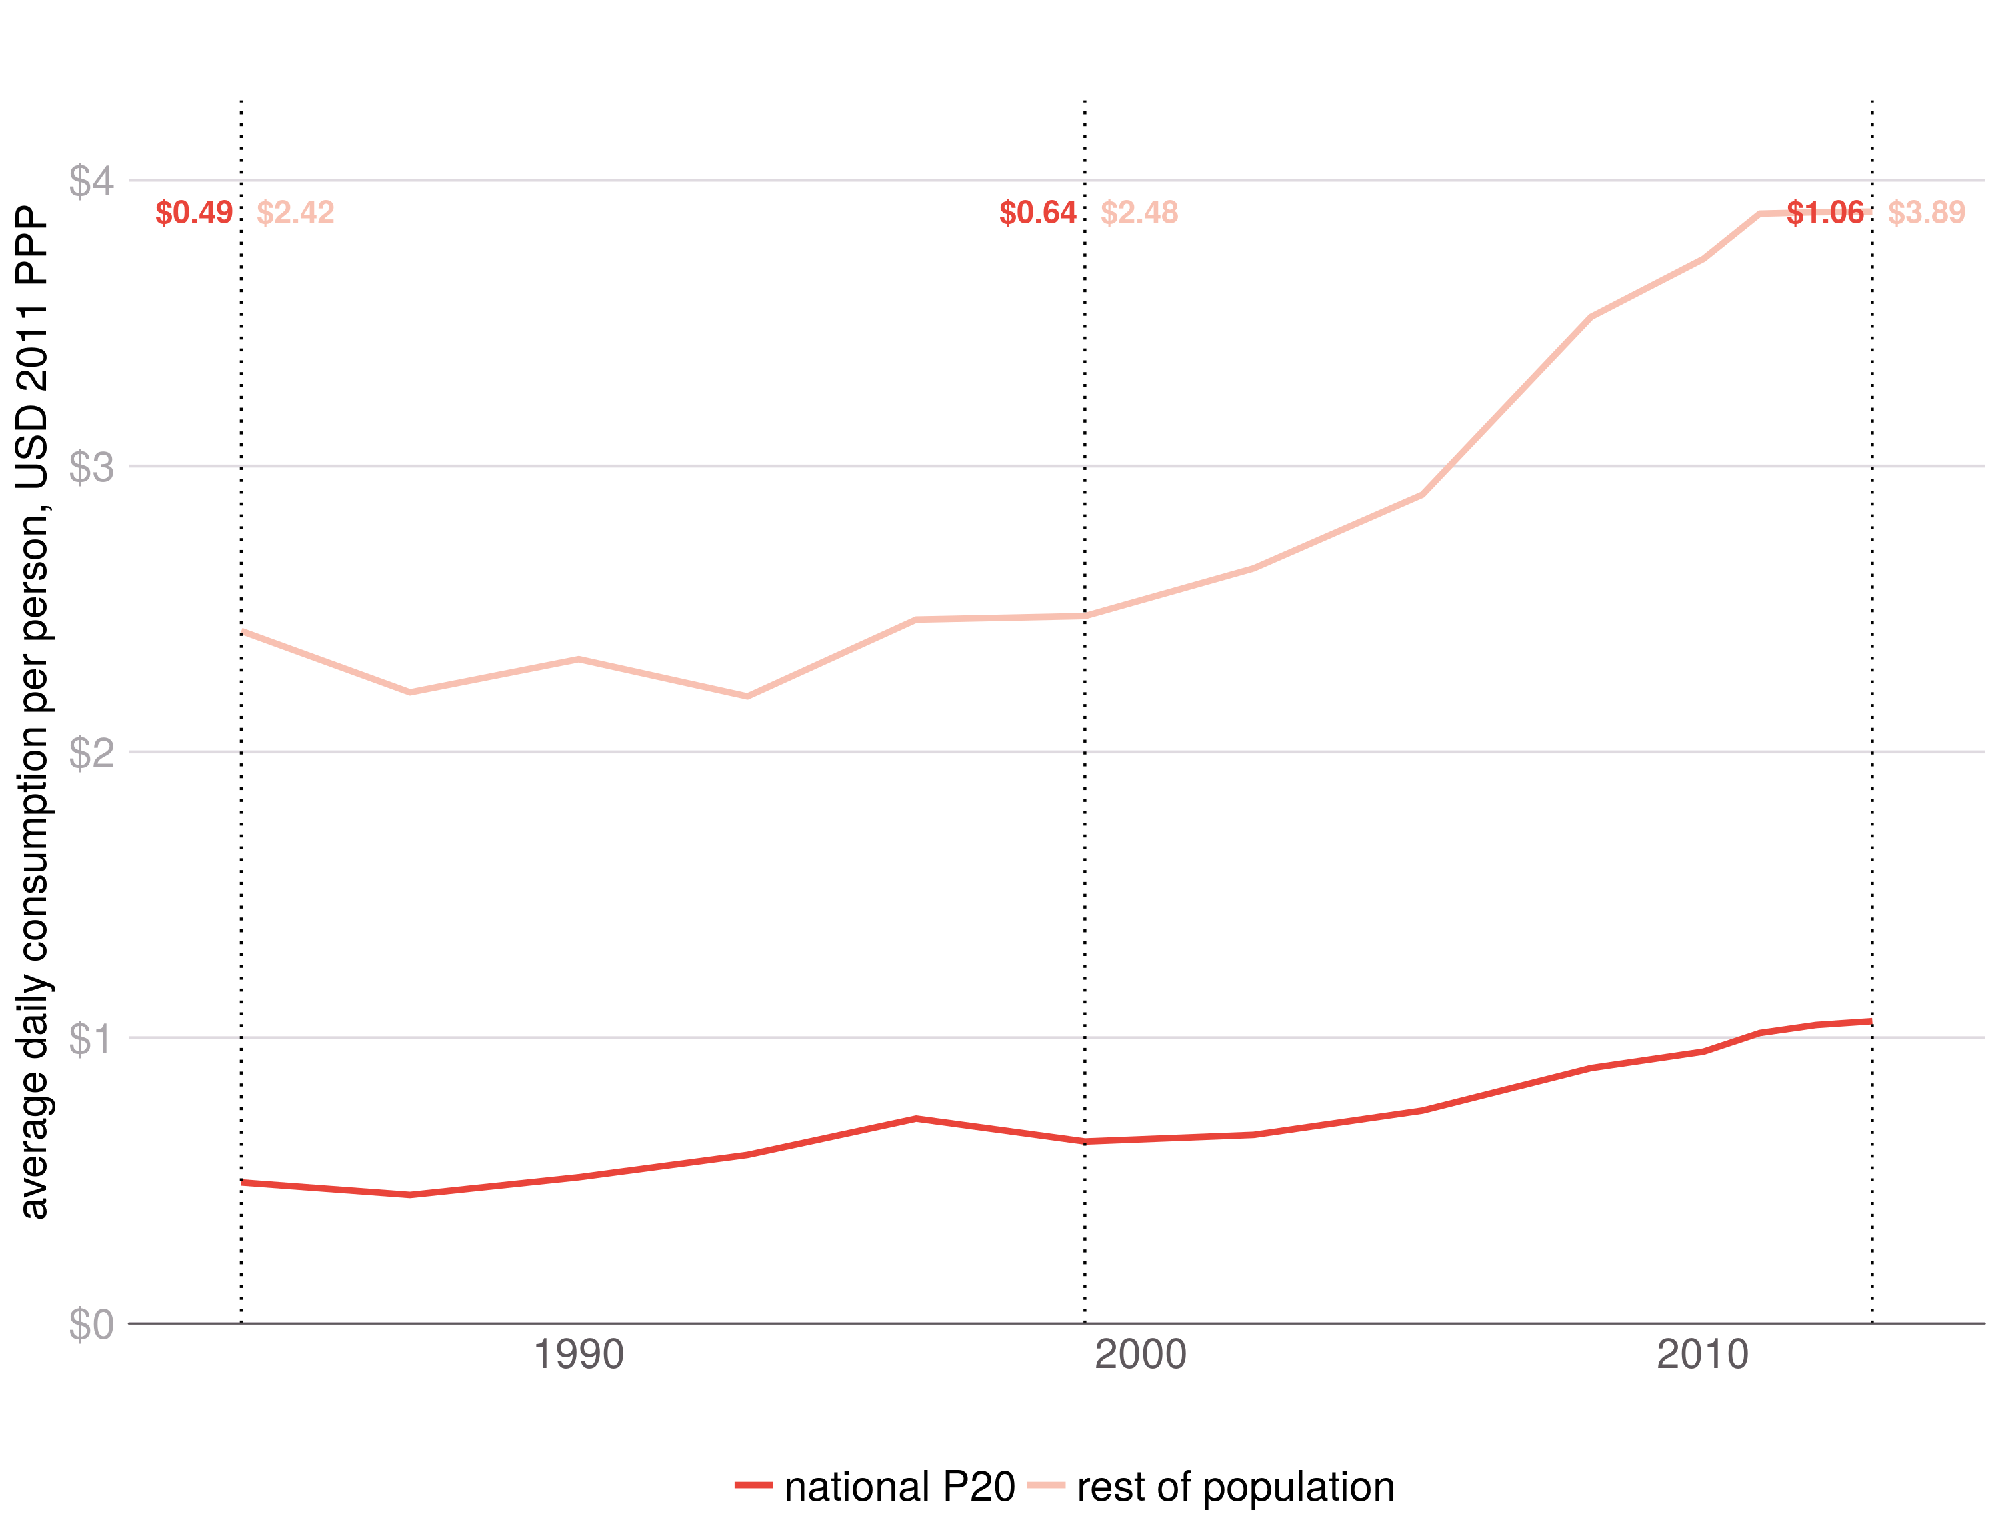 average daily consumption per person, USD 2011 PPP
$4
$0.49 $2.42 $0.64 $2.48 $1.06 $3.89
$3
$2
$1
$0
1990 2000 2010
national P20 rest of population